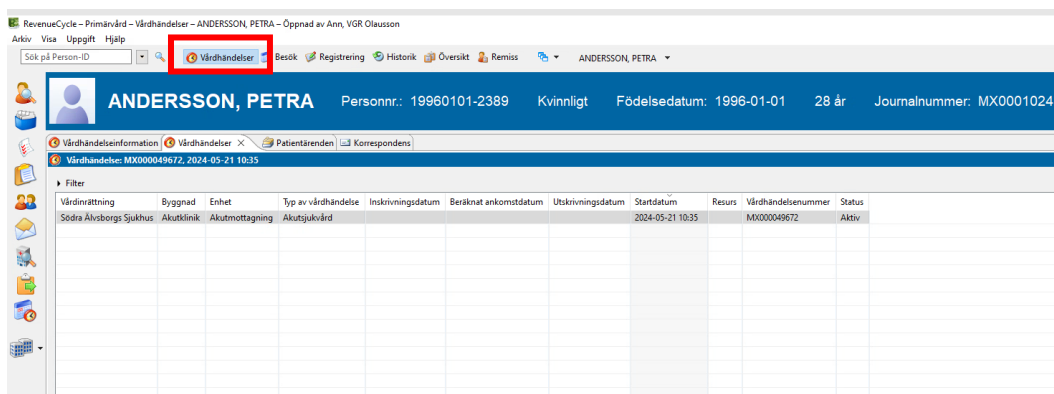 RevenueCycle – Primärvård – Vårdhändelser – ANDERSSON, PETRA – Öppnad av Ann, VGR Olausson
Arkiv Visa Uppgift Hjälp
Sök på Person-ID Vårdhändelser Besök Registrering Historik Översikt Remiss ANDERSSON, PETRA
ANDERSSON, PETRA Personnr.: 19960101-2389 Kvinnligt Födelsedatum: 1996-01-01 28 år Journalnummer: MX0001024
Vårdhändelseinformation Vårdhändelser Patientärenden Korrespondens
Vårdhändelse: MX000049672, 2024-05-21 10:35
Filter
Vårdinrättning Byggnad Enhet Typ av vårdhändelse Inskrivningsdatum Beräknat ankomstdatum Utskrivningsdatum Startdatum Resurs Vårdhändelsenummer Status
Södra Älvsborgs Sjukhus Akutklinik Akutmottagning Akutsjukvård 2024-05-21 10:35 MX000049672 Aktiv